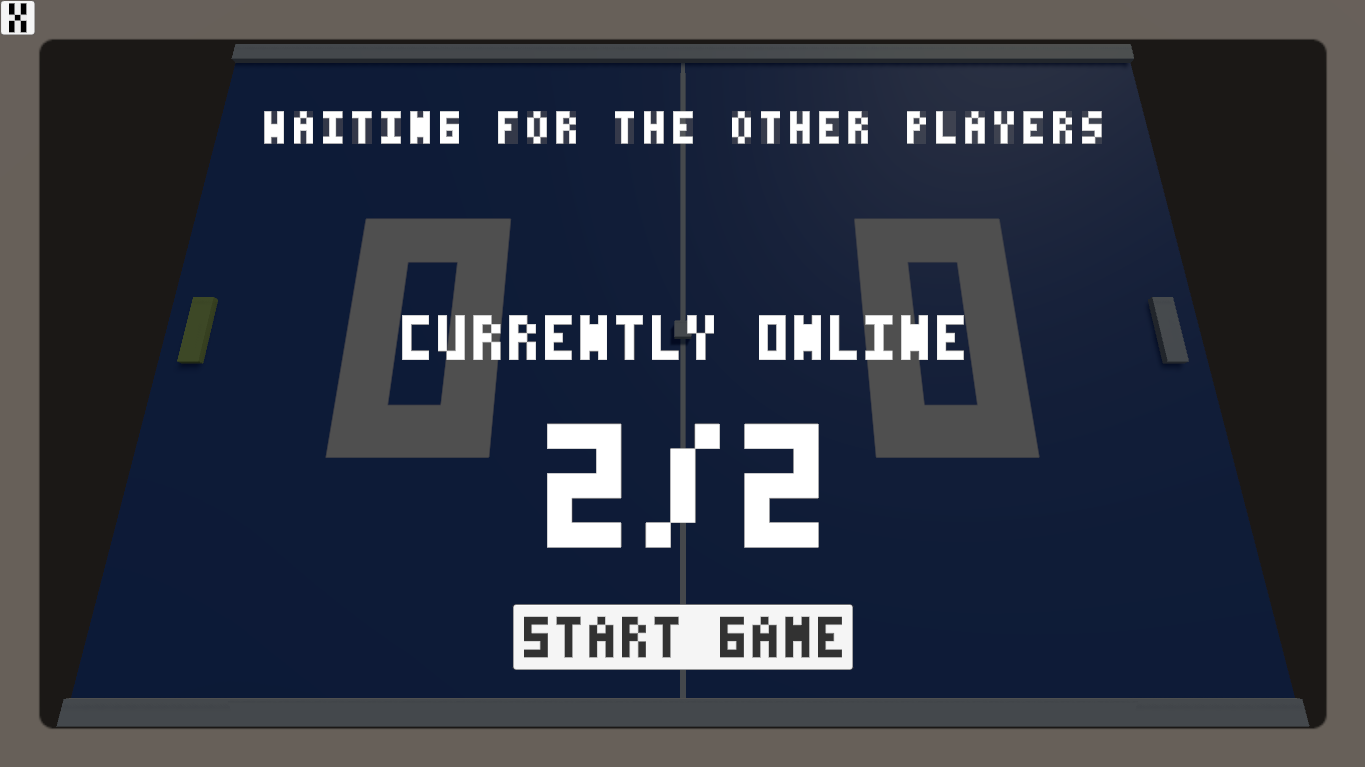 X
WAITING FOR THE OTHER PLAYERS
0 0
CURRENTLY ONLINE
2/2
START GAME